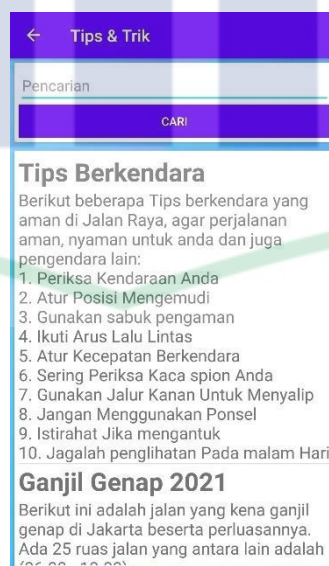 Tips & Trik
Pencarian
CARI
Tips Berkendara
Berikut beberapa Tips berkendara yang
aman di Jalan Raya, agar perjalanan
aman, nyaman untuk anda dan juga
pengendara lain:
1. Periksa Kendaraan Anda
2. Atur Posisi Mengemudi
3. Gunakan sabuk pengaman
4. Ikuti Arus Lalu Lintas
5. Atur Kecepatan Berkendara
6. Sering Periksa Kaca spion Anda
7. Gunakan Jalur Kanan Untuk Menyalip
8. Jangan Menggunakan Ponsel
9. Istirahat Jika mengantuk
10. Jagalah penglihatan Pada malam Hari
Ganjil Genap 2021
Berikut ini adalah jalan yang kena ganjil
genap di Jakarta beserta perluasannya.
Ada 25 ruas jalan yang antara lain adalah